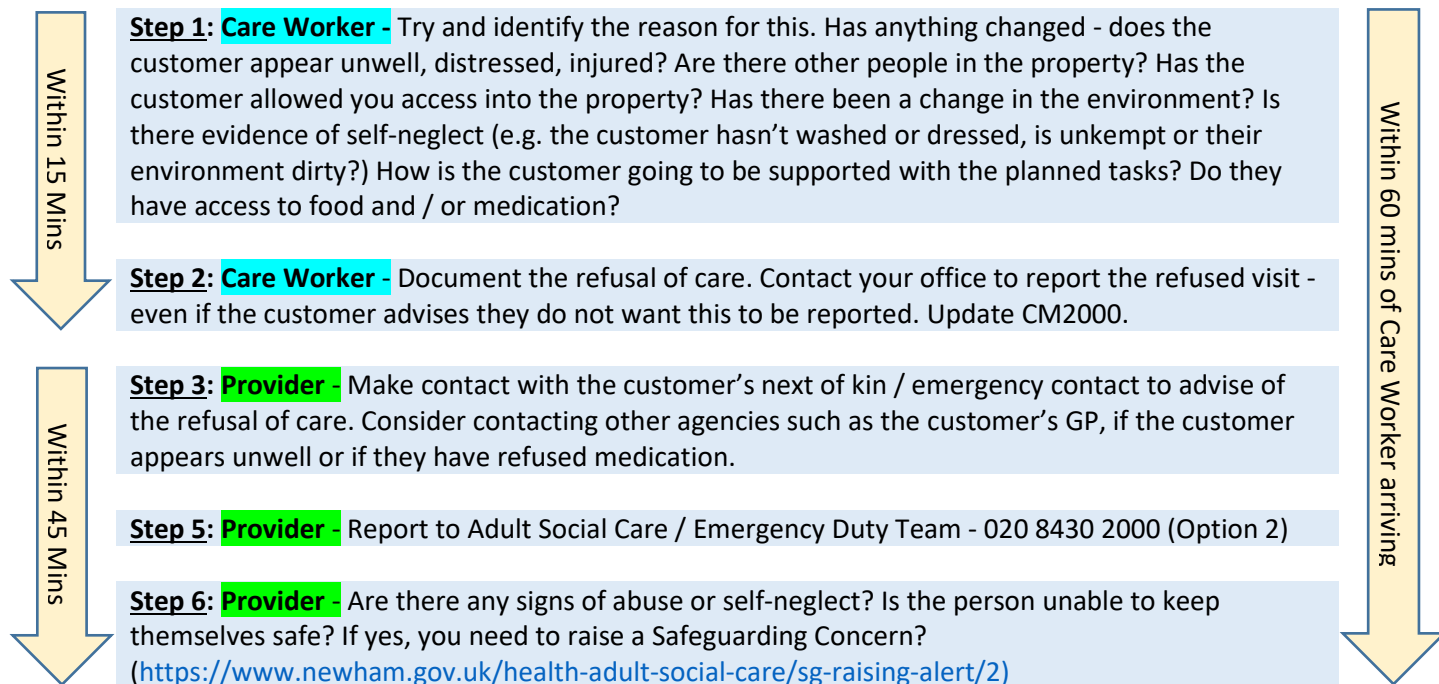 Within 15 Mins
Step 1: Care Worker - Try and identify the reason for this. Has anything changed - does the
customer appear unwell, distressed, injured? Are there other people in the property? Has the
customer allowed you access into the property? Has there been a change in the environment? Is
there evidence of self-neglect (e.g. the customer hasn’t washed or dressed, is unkempt or their
environment dirty?) How is the customer going to be supported with the planned tasks? Do they
have access to food and / or medication?
Step 2: Care Worker - Document the refusal of care. Contact your office to report the refused visit -
even if the customer advises they do not want this to be reported. Update CM2000.
Within 45 Mins
Step 3: Provider - Make contact with the customer’s next of kin / emergency contact to advise of
the refusal of care. Consider contacting other agencies such as the customer’s GP, if the customer
appears unwell or if they have refused medication.
Step 5: Provider - Report to Adult Social Care / Emergency Duty Team - 020 8430 2000 (Option 2)
Step 6: Provider - Are there any signs of abuse or self-neglect? Is the person unable to keep
themselves safe? If yes, you need to raise a Safeguarding Concern?
(https://www.newham.gov.uk/health-adult-social-care/sg-raising-alert/2)
Within 60 mins of Care Worker arriving